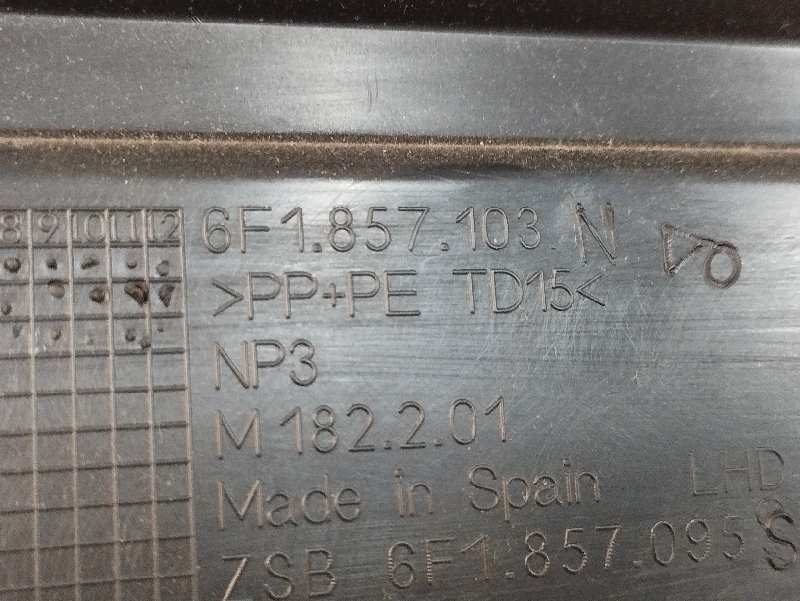 8 9 10 11 12
6F1.857.103. N
>PP+PE TD15<
NP3
M 182.2.01
Made in Spain LHD
ZSB 6F1.857.095 S